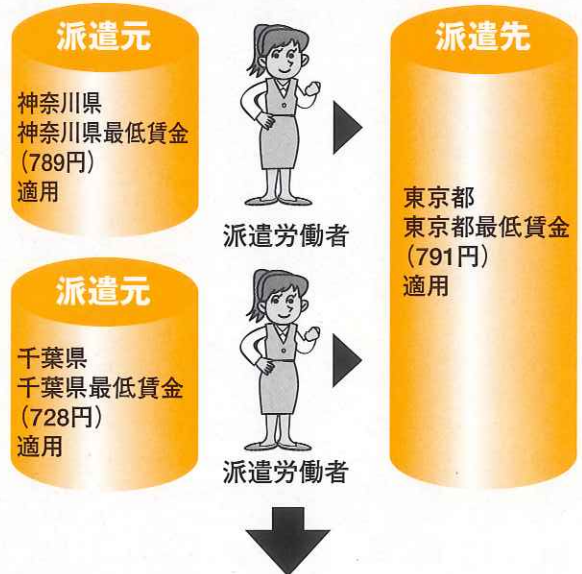 派遣元
神奈川県
神奈川県最低賃金
(789円)
適用
派遣労働者
派遣元
千葉県
千葉県最低賃金
(728円)
適用
派遣労働者
派遣先
東京都
東京都最低賃金
(791円)
適用